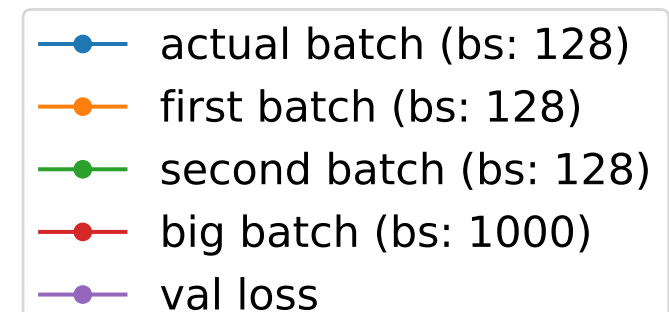 actual batch (bs: 128)
first batch (bs: 128)
second batch (bs: 128)
big batch (bs: 1000)
val loss